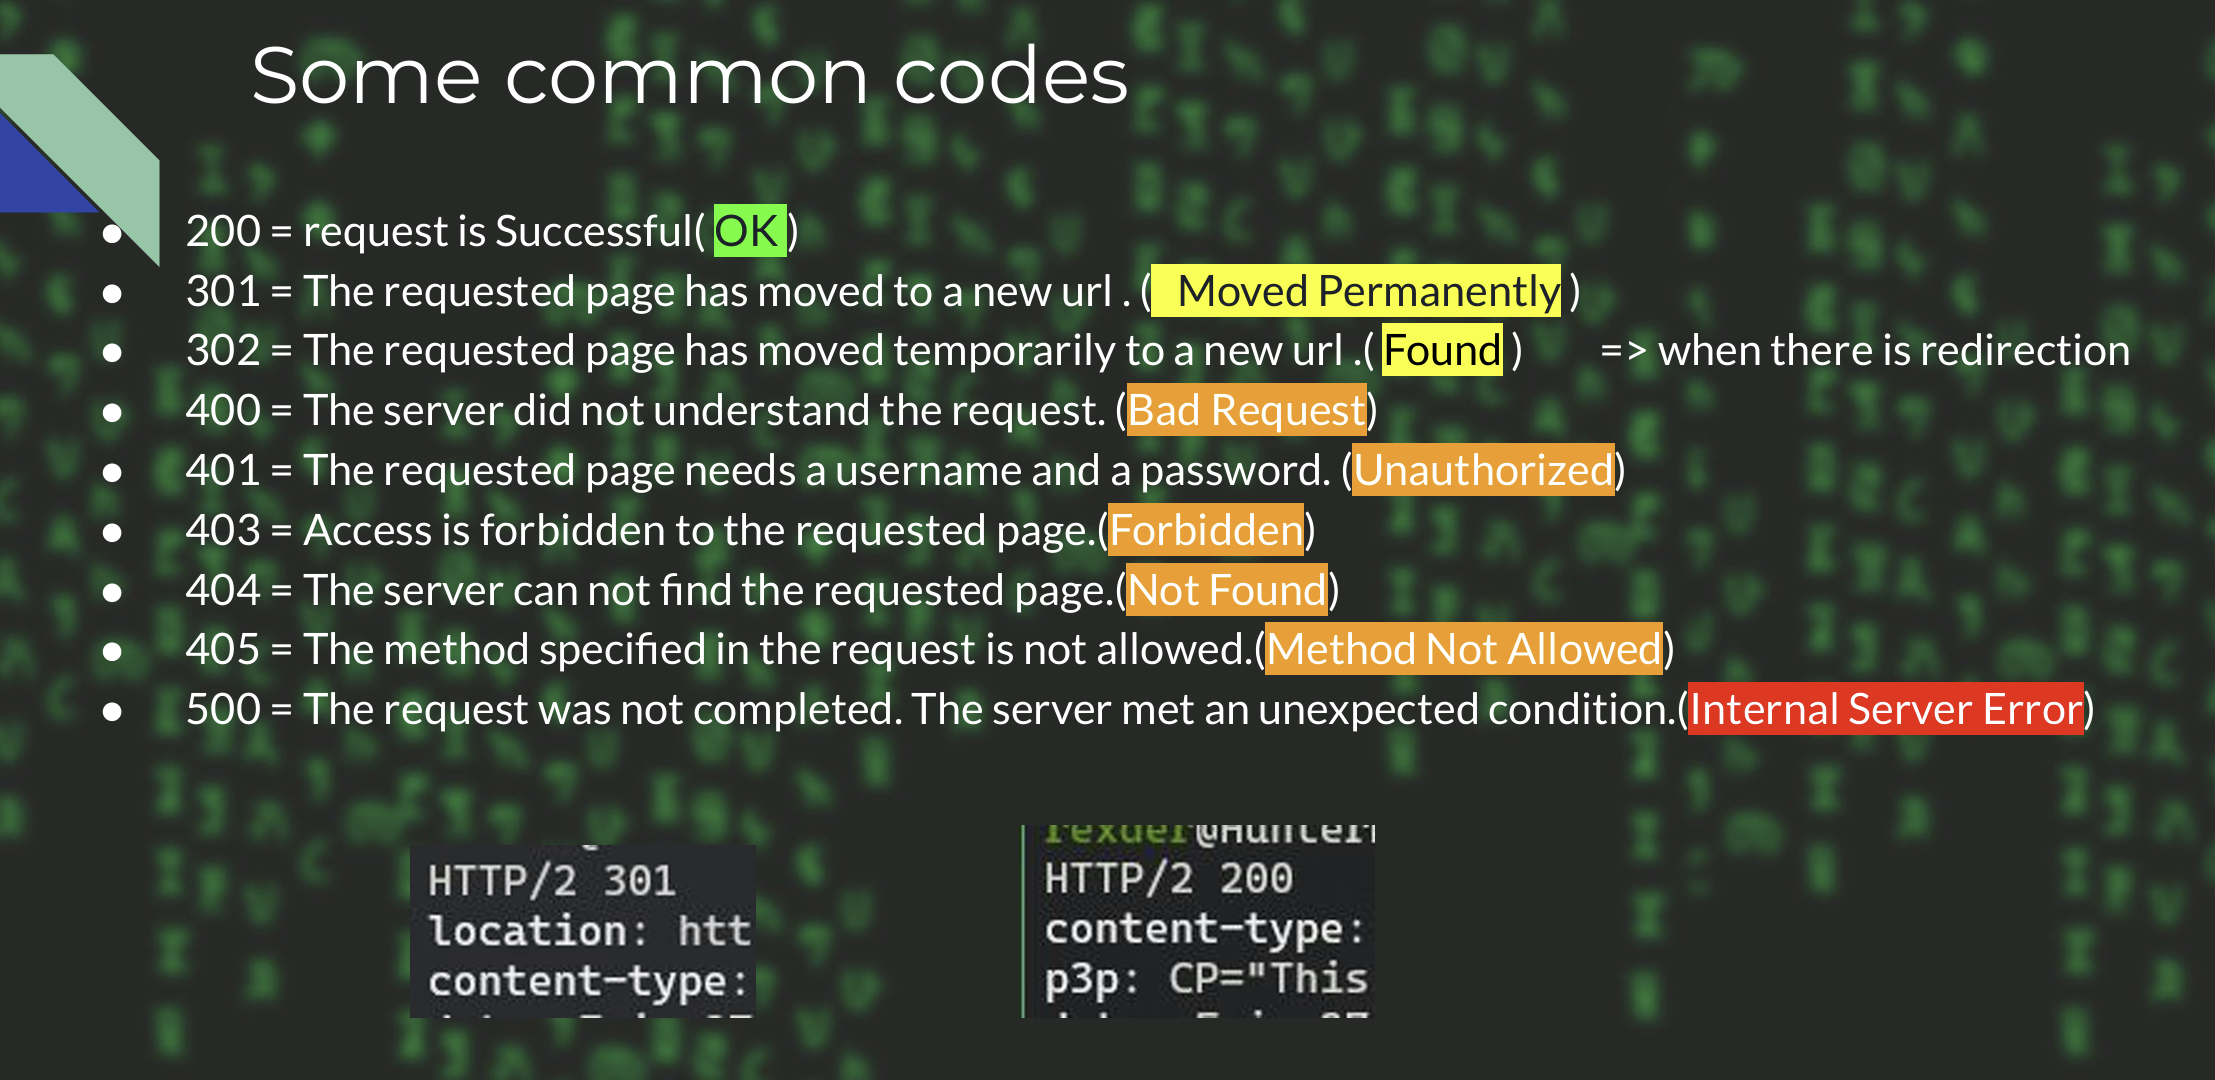 Some common codes
● 200 = request is Successful( OK )
● 301 = The requested page has moved to a new url . ( Moved Permanently )
● 302 = The requested page has moved temporarily to a new url .( Found ) => when there is redirection
● 400 = The server did not understand the request. (Bad Request)
● 401 = The requested page needs a username and a password. (Unauthorized)
● 403 = Access is forbidden to the requested page.(Forbidden)
● 404 = The server can not find the requested page.(Not Found)
● 405 = The method specified in the request is not allowed.(Method Not Allowed)
● 500 = The request was not completed. The server met an unexpected condition.(Internal Server Error)
HTTP/2 301
location: htt
content-type:
HTTP/2 200
content-type:
p3p: CP="This